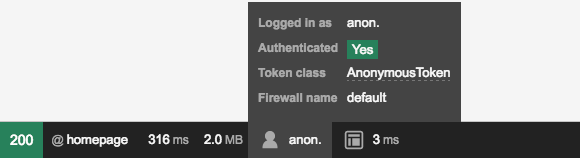 Logged in as anon.
Authenticated Yes
Token class AnonymousToken
Firewall name default
200 @ homepage 316 ms 2.0 MB anon. 3 ms